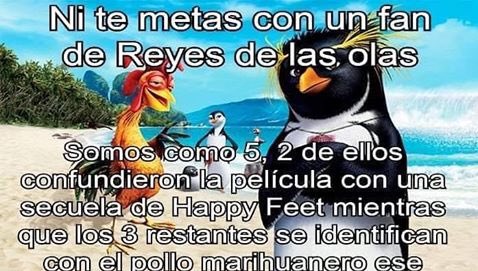 Ni te metas con un fan
de Reyes de las olas
Somos como 5, 2 de ellos
confundieron la película con una
secuela de Happy Feet mientras
que los 3 restantes se identifican
con el pollo marihuanero ese